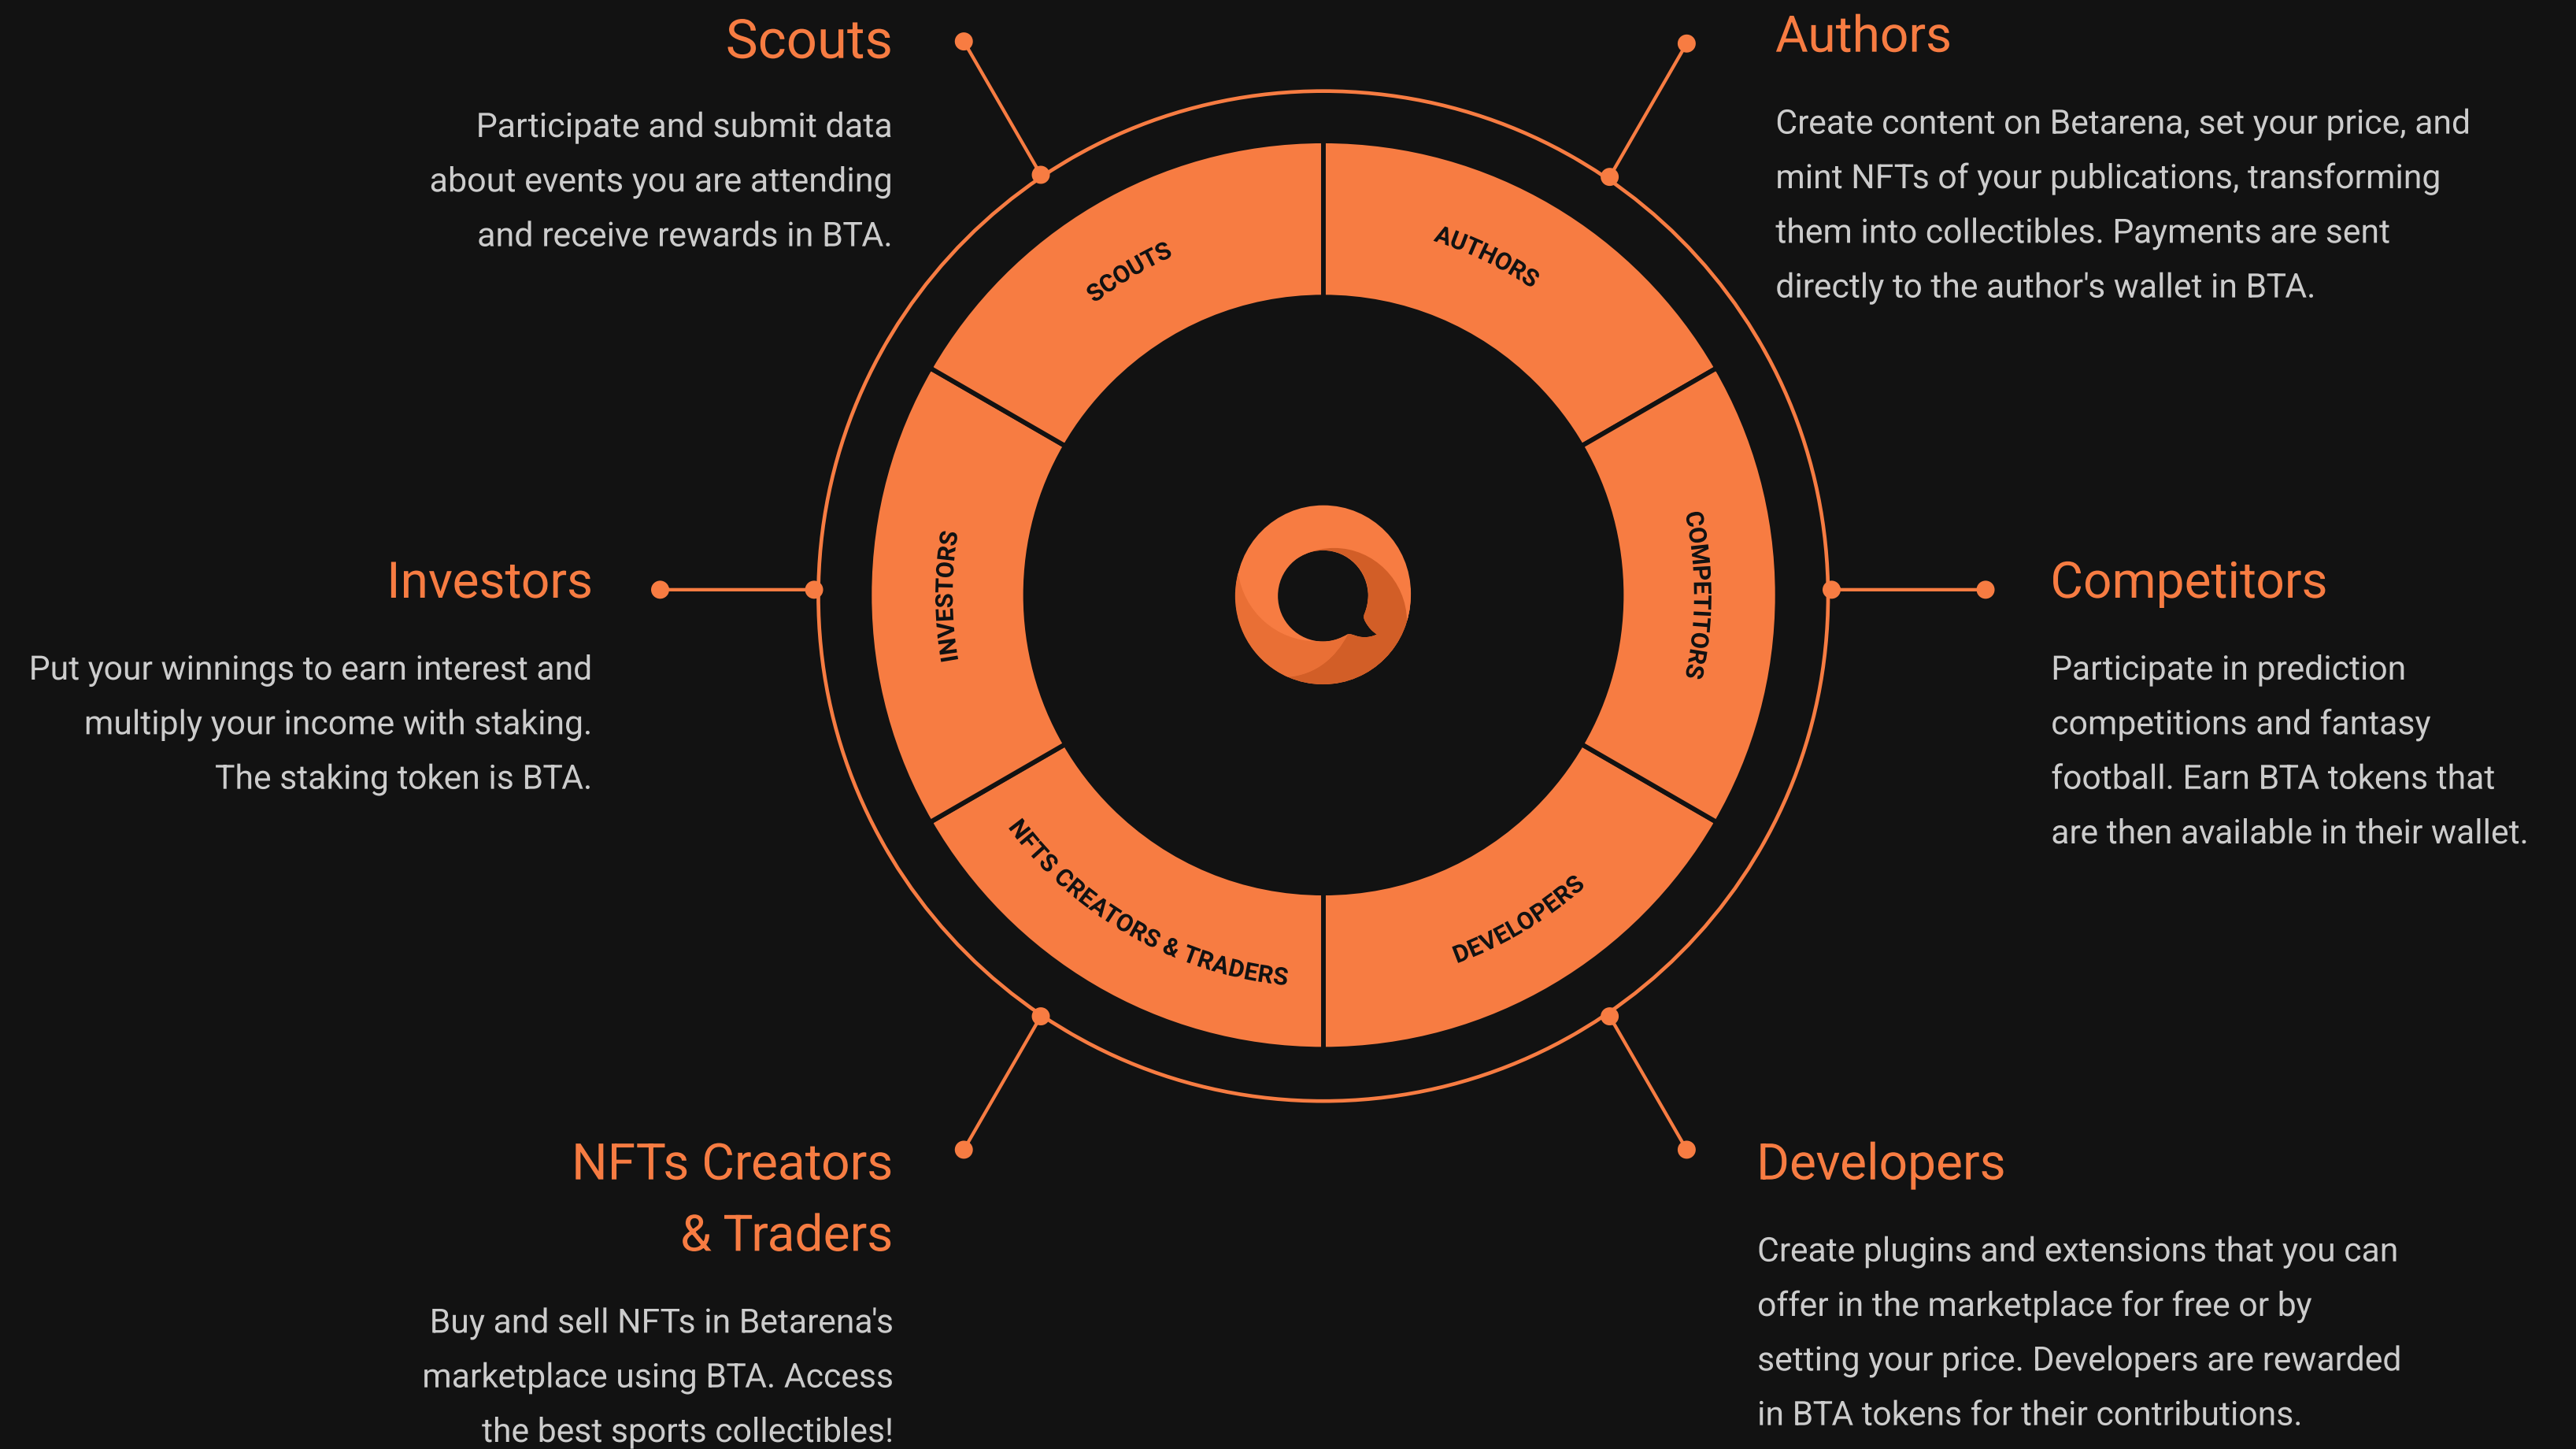 Scouts
Participate and submit data
about events you are attending
and receive rewards in BTA.
Authors
Create content on Betarena, set your price, and
mint NFTs of your publications, transforming
them into collectibles. Payments are sent
directly to the author's wallet in BTA.
SCOUTS
AUTHORS
INVESTORS
COMPETITORS
NFTS CREATORS & TRADERS
DEVELOPERS
Investors
Put your winnings to earn interest and
multiply your income with staking.
The staking token is BTA.
Competitors
Participate in prediction
competitions and fantasy
football. Earn BTA tokens that
are then available in their wallet.
NFTs Creators
& Traders
Buy and sell NFTs in Betarena's
marketplace using BTA. Access
the best sports collectibles!
Developers
Create plugins and extensions that you can
offer in the marketplace for free or by
setting your price. Developers are rewarded
in BTA tokens for their contributions.